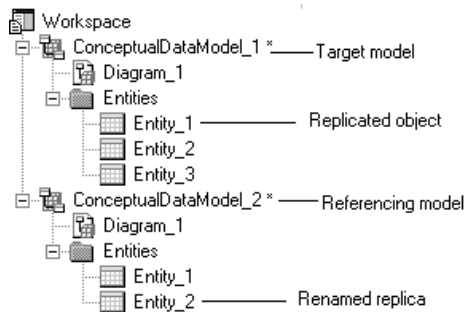 Workspace
ConceptualDataModel_1 * Target model
Diagram_1
Entities
Entity_1 Replicated object
Entity_2
Entity_3
ConceptualDataModel_2 * Referencing model
Diagram_1
Entities
Entity_1
Entity_2 Renamed replica